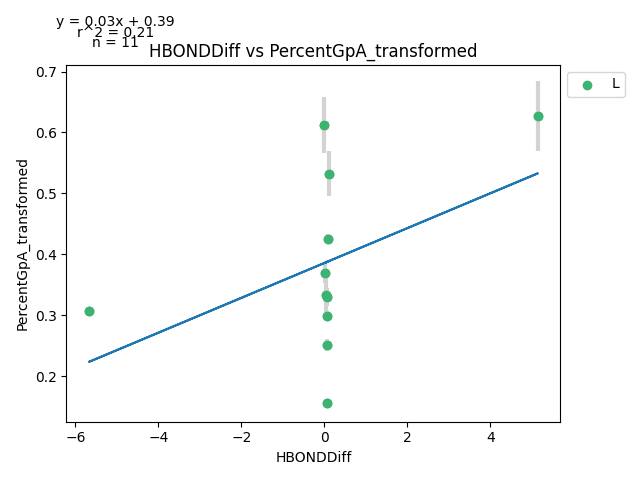 y = 0.03x + 0.39
r^2 = 0.21
n = 11
HBONDDiff vs PercentGpA_transformed
L
PercentGpA_transformed
0.7
0.6
0.5
0.4
0.3
0.2
−6
−4
−2
0
2
4
HBONDDiff